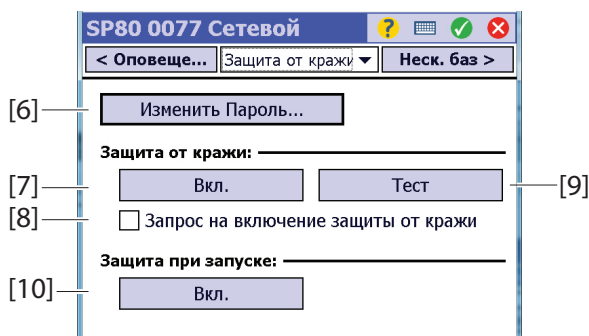 SP80 0077 Сетевой ?
< Оповеще... Защита от кражи Неск. баз >
[6] Изменить Пароль...
Защита от кражи:
[7] Вкл. Тест [9]
[8] Запрос на включение защиты от кражи
Защита при запуске:
[10] Вкл.